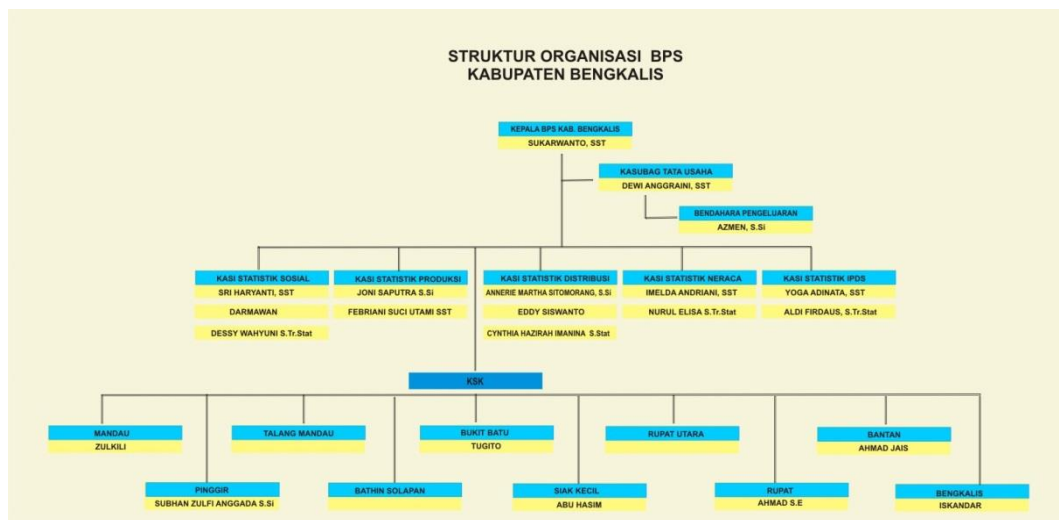 STRUKTUR ORGANISASI BPS
KABUPATEN BENGKALIS
KEPALA BPS KAB. BENGKALIS
SUKARWANTO, SST
KASUBAG TATA USAHA
DEWI ANGGRAINI, SST
BENDAHARA PENGELUARAN
AZMEN, S.Si
KASI STATISTIK SOSIAL
SRI HARYANTI, SST
DARMAWAN
DESSY WAHYUNI S.Tr.Stat
KASI STATISTIK PRODUKSI
JONI SAPUTRA S.Si
FEBRIANI SUCI UTAMI SST
KASI STATISTIK DISTRIBUSI
ANNERIE MARTHA SITOMORANG, S.Si
EDDY SISWANTO
CYNTHIA HAZIRAH IMANINA S.Stat
KASI STATISTIK NERACA
IMELDA ANDRIANI, SST
NURUL ELISA S.Tr.Stat
KASI STATISTIK IPDS
YOGA ADINATA, SST
ALDI FIRDAUS, S.Tr.Stat
KSK
MANDAU
ZULKILI
TALANG MANDAU
BUKIT BATU
TUGITO
RUPAT UTARA
BANTAN
AHMAD JAIS
PINGGIR
SUBHAN ZULFI ANGGADA S.Si
BATHIN SOLAPAN
SIAK KECIL
ABU HASIM
RUPAT
AHMAD S.E
BENGKALIS
ISKANDAR